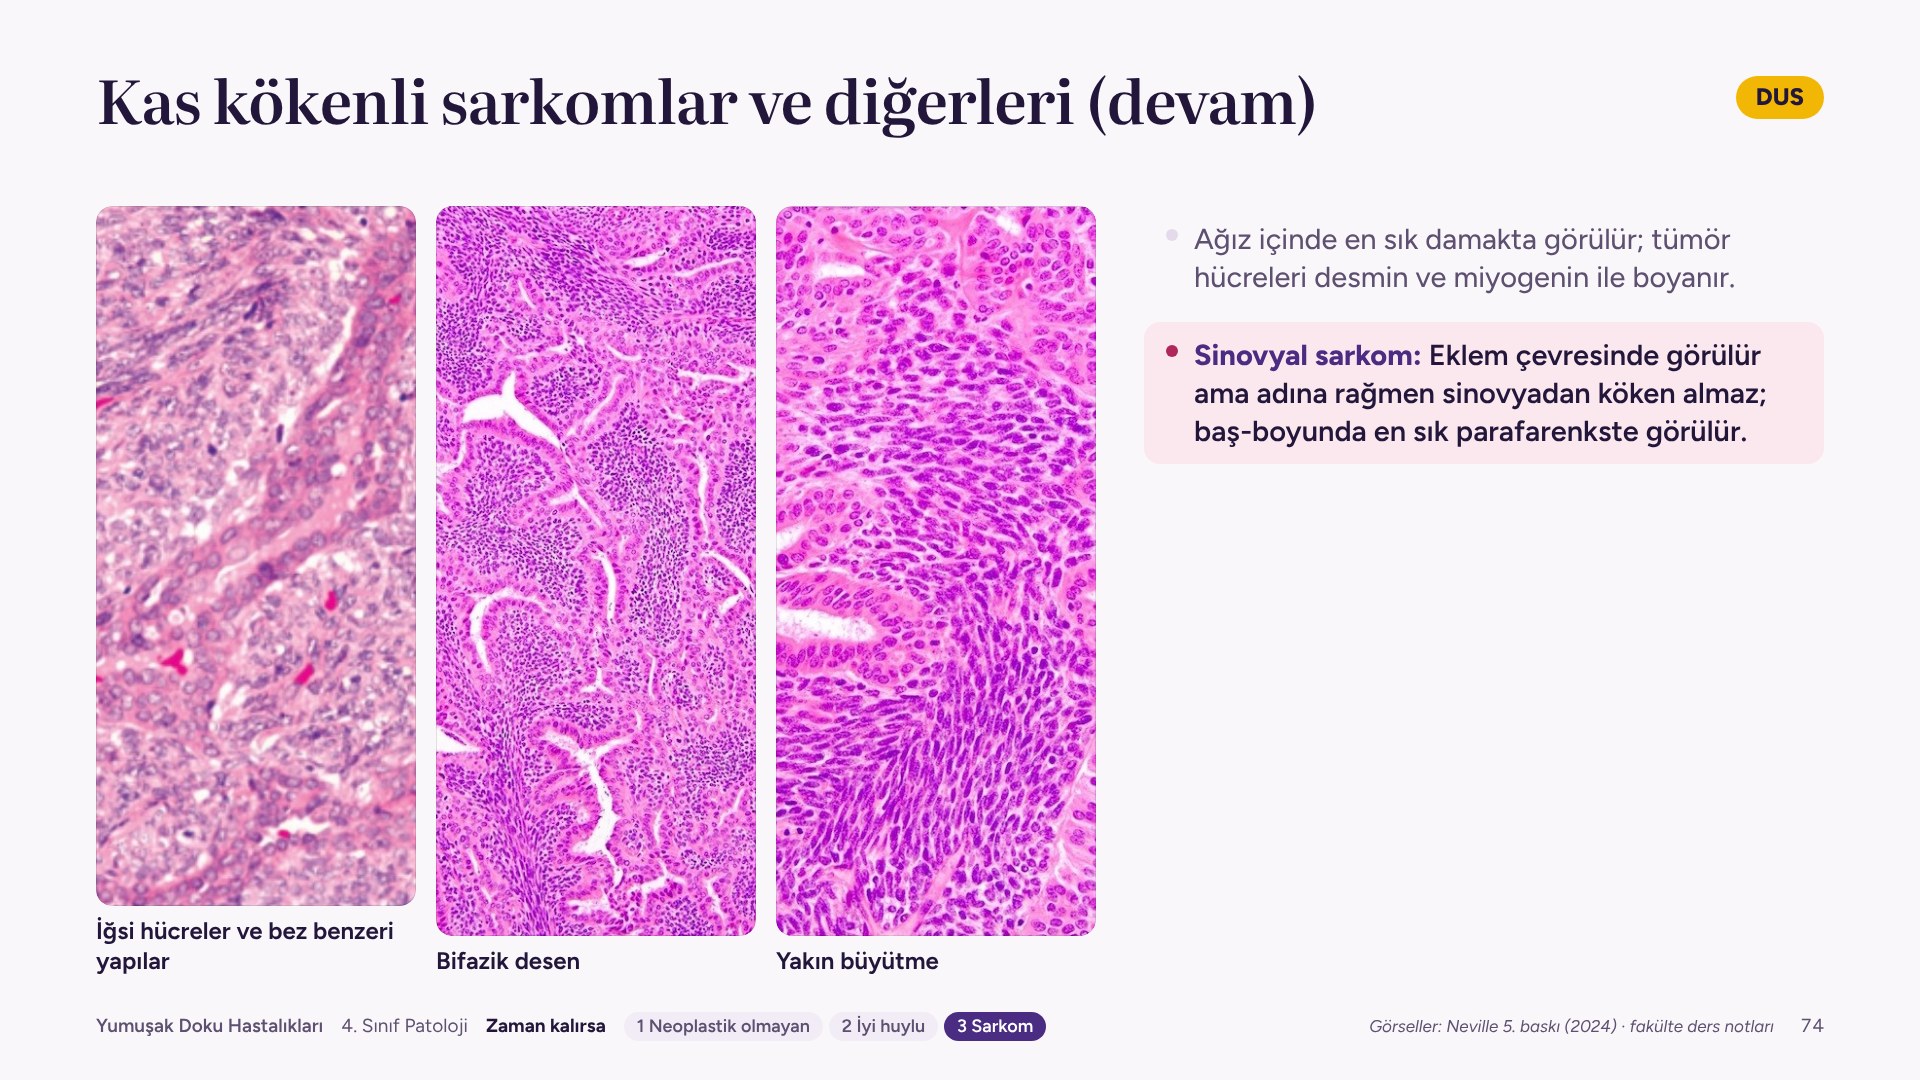 Kas kökenli sarkomlar ve diğerleri (devam)
DUS
Ağız içinde en sık damakta görülür; tümör
hücreleri desmin ve miyogenin ile boyanır.
Sinovyal sarkom: Eklem çevresinde görülür
ama adına rağmen sinovyadan köken almaz;
baş-boyunda en sık parafarenkste görülür.
İğsi hücreler ve bez benzeri
yapılar
Bifazik desen
Yakın büyütme
Yumuşak Doku Hastalıkları 4. Sınıf Patoloji Zaman kalırsa 1 Neoplastik olmayan 2 İyi huylu 3 Sarkom
Görseller: Neville 5. baskı (2024) · fakülte ders notları 74